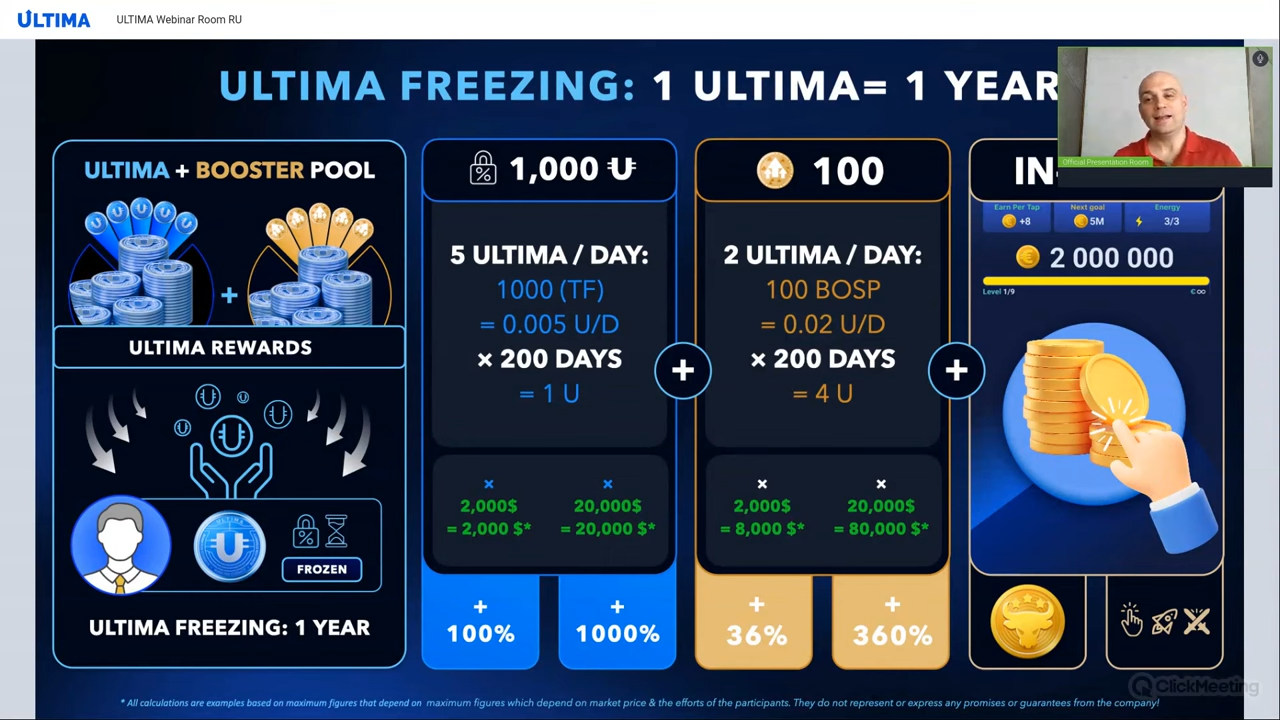 ULTIMA
ULTIMA Webinar Room RU
ULTIMA FREEZING: 1 ULTIMA= 1 YEAR
Official Presentation Room
ULTIMA + BOOSTER POOL
ULTIMA REWARDS
ULTIMA
FROZEN
ULTIMA FREEZING: 1 YEAR
1,000
5 ULTIMA / DAY:
1000 (TF)
= 0.005 U/D
× 200 DAYS
= 1 U
×
2,000$
= 2,000 $*
×
20,000$
= 20,000 $*
+
100%
+
1000%
+
100
2 ULTIMA / DAY:
100 BOSP
= 0.02 U/D
× 200 DAYS
= 4 U
×
2,000$
= 8,000 $*
×
20,000$
= 80,000 $*
+
36%
+
360%
+
IN-
Earn Per Tap
+8
Next goal
5M
Energy
3/3
2 000 000
Level 1/9
€ ∞
ClickMeeting
* All calculations are examples based on maximum figures that depend on maximum figures which depend on market price & the efforts of the participants. They do not represent or express any promises or guarantees from the company!